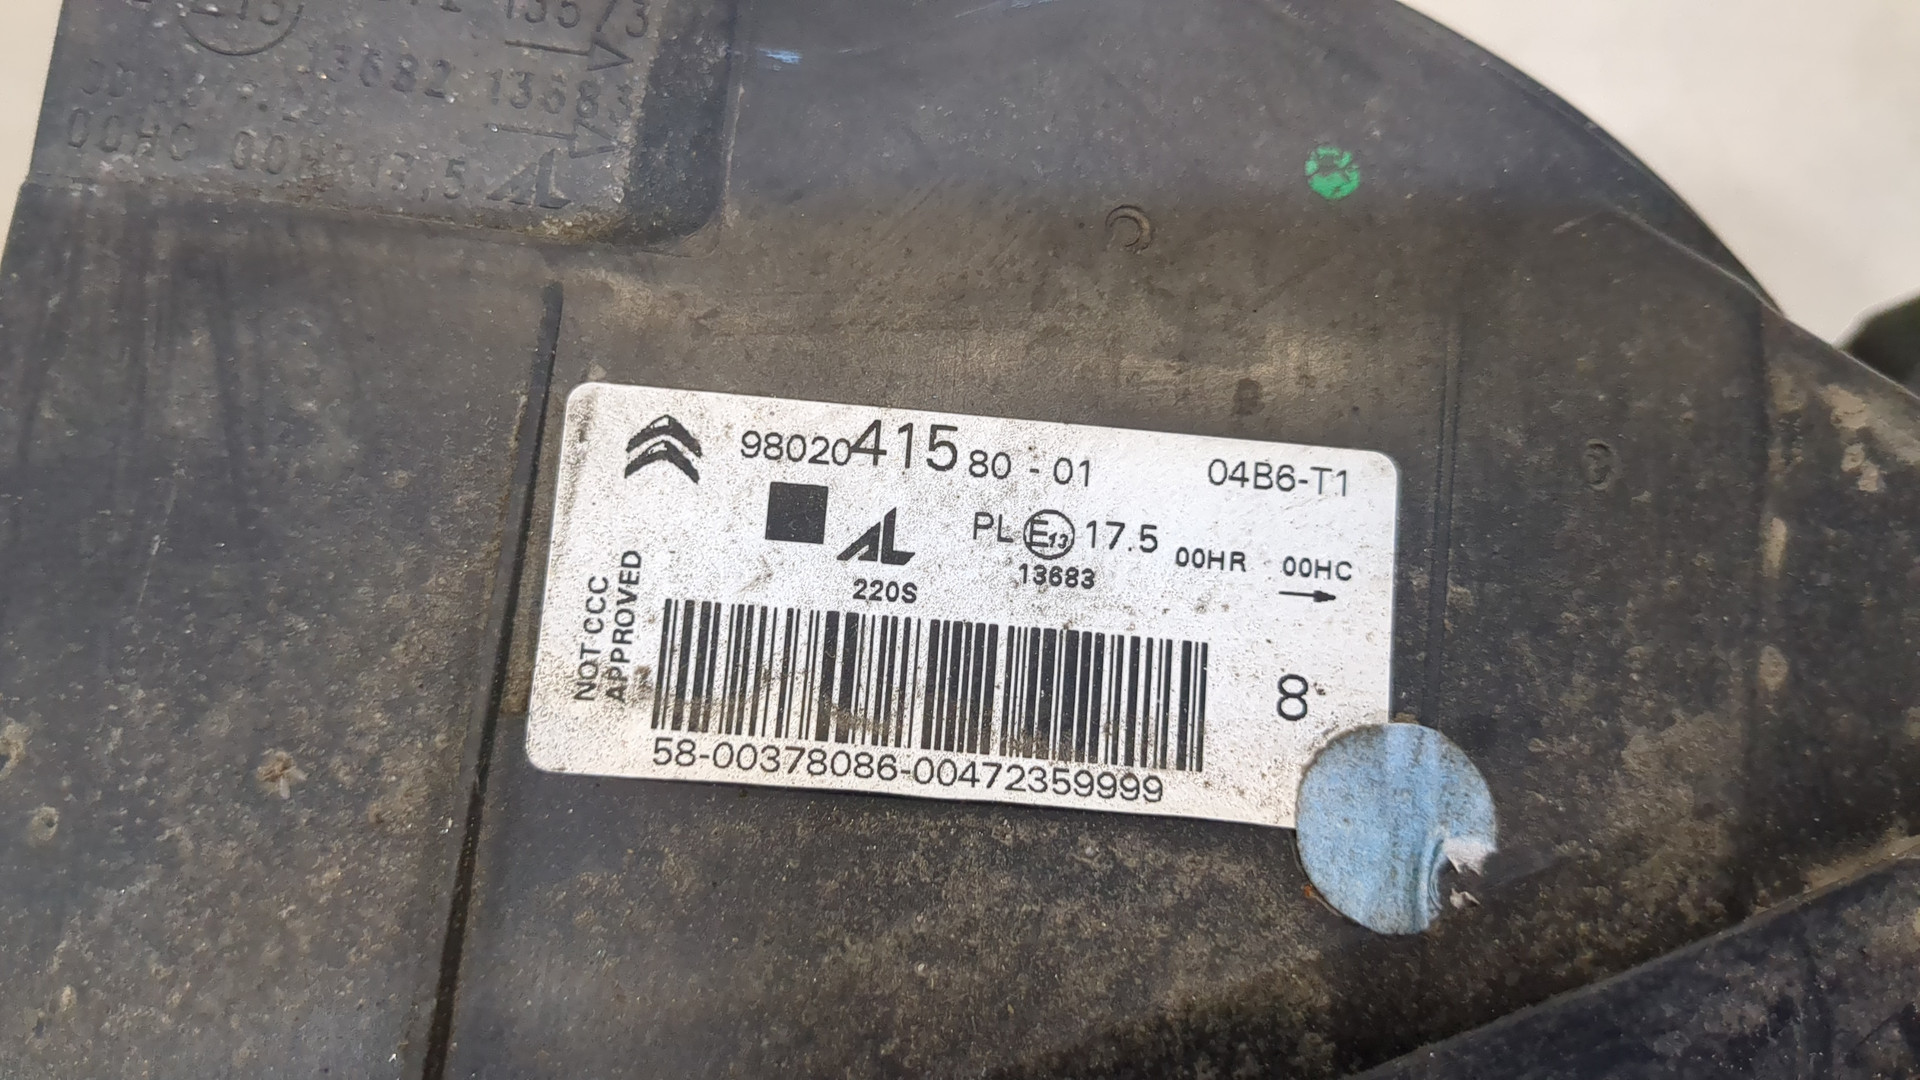 13573
13682 13683
00HC 00HR 17,5 AL
9802041580-01 04B6-T1
AL PL E13 17.5 00HR 00HC
220S 13683
NOT CCC
APPROVED
8
58-00378086-00472359999